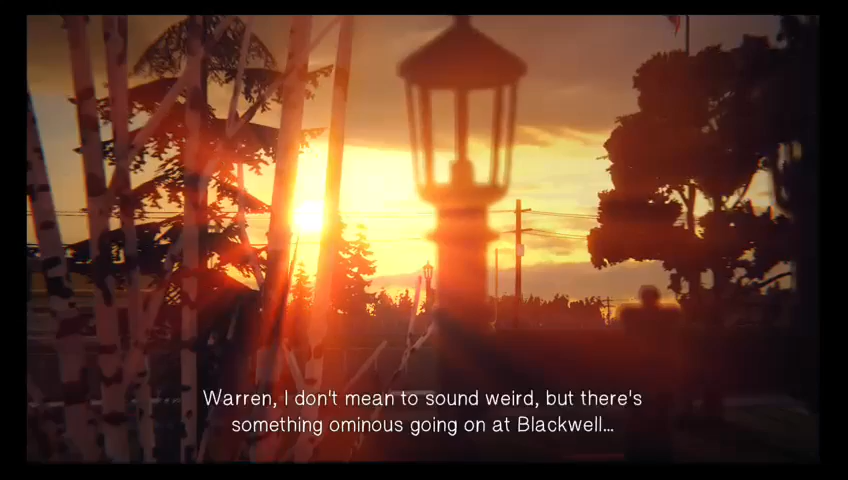 Warren, I don't mean to sound weird, but there's
something ominous going on at Blackwell...